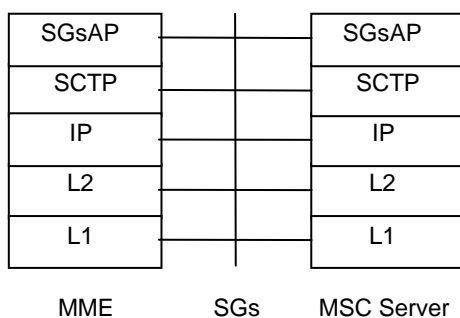 SGsAP SGsAP
SCTP SCTP
IP IP
L2 L2
L1 L1
MME SGs MSC Server